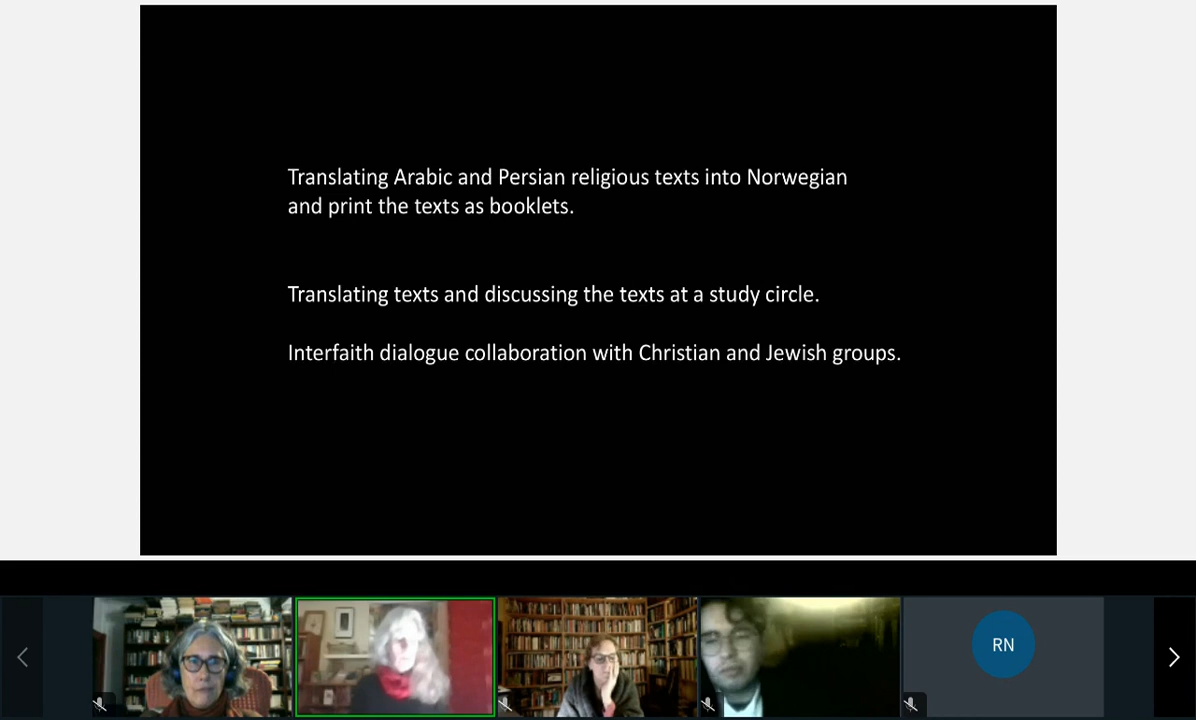 Translating Arabic and Persian religious texts into Norwegian
and print the texts as booklets.
Translating texts and discussing the texts at a study circle.
Interfaith dialogue collaboration with Christian and Jewish groups.
RN